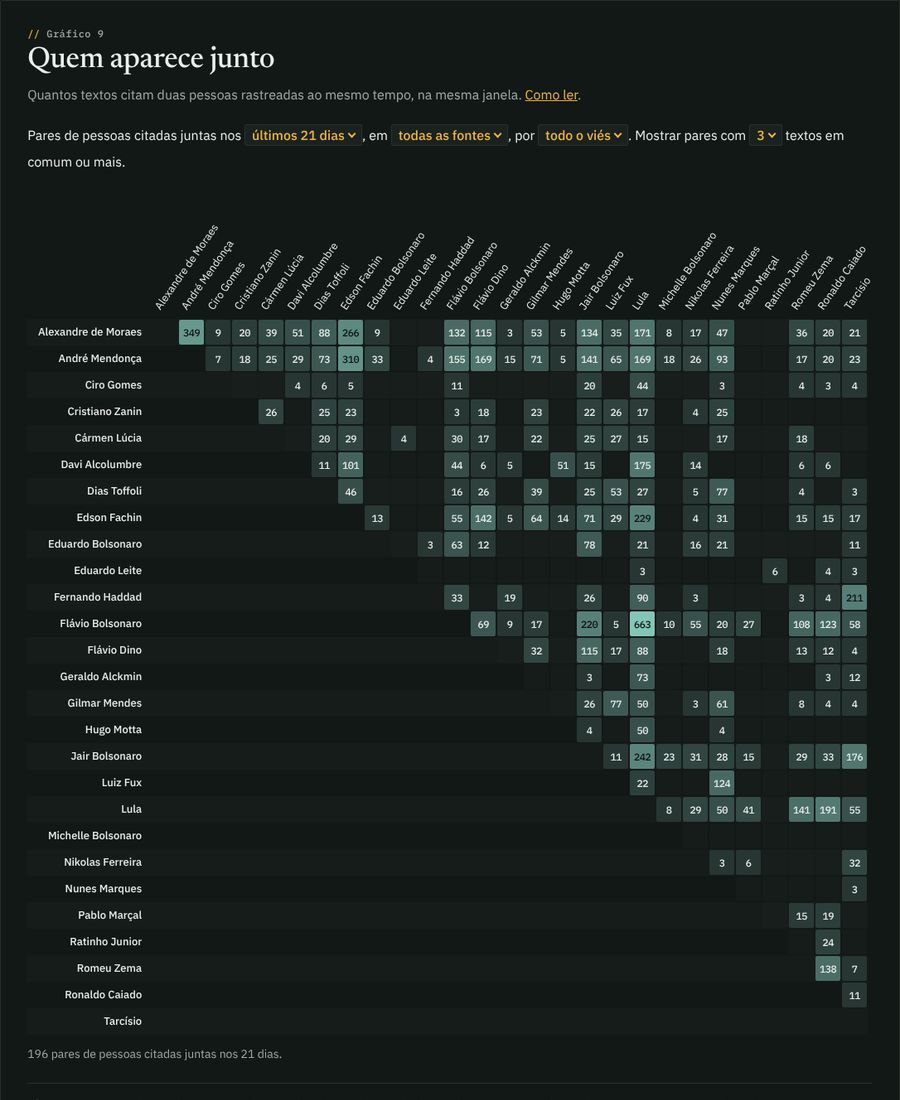 // Gráfico 9
Quem aparece junto
Quantos textos citam duas pessoas rastreadas ao mesmo tempo, na mesma janela. Como ler.
Pares de pessoas citadas juntas nos últimos 21 dias, em todas as fontes, por todo o viés. Mostrar pares com 3 textos em
comum ou mais.
Alexandre de Moraes
André Mendonça
Ciro Gomes
Cristiano Zanin
Cármen Lúcia
Davi Alcolumbre
Dias Toffoli
Edson Fachin
Eduardo Bolsonaro
Eduardo Leite
Fernando Haddad
Flávio Bolsonaro
Flávio Dino
Geraldo Alckmin
Gilmar Mendes
Hugo Motta
Jair Bolsonaro
Luiz Fux
Lula
Michelle Bolsonaro
Nikolas Ferreira
Nunes Marques
Pablo Marçal
Ratinho Junior
Romeu Zema
Ronaldo Caiado
Tarcísio
Alexandre de Moraes 349 9 20 39 51 88 266 9 132 115 3 53 5 134 35 171 8 17 47 36 20 21
André Mendonça 7 18 25 29 73 310 33 4 155 169 15 71 5 141 65 169 18 26 93 17 20 23
Ciro Gomes 4 6 5 11 20 44 3 4 3 4
Cristiano Zanin 26 25 23 3 18 23 22 26 17 4 25
Cármen Lúcia 20 29 4 30 17 22 25 27 15 17 18
Davi Alcolumbre 11 101 44 6 5 51 15 175 14 6 6
Dias Toffoli 46 16 26 39 25 53 27 5 77 4 3
Edson Fachin 13 55 142 5 64 14 71 29 229 4 31 15 15 17
Eduardo Bolsonaro 3 63 12 78 21 16 21 11
Eduardo Leite 3 6 4 3
Fernando Haddad 33 19 26 90 3 3 4 211
Flávio Bolsonaro 69 9 17 220 5 663 10 55 20 27 108 123 58
Flávio Dino 32 115 17 88 18 13 12 4
Geraldo Alckmin 3 73 3 12
Gilmar Mendes 26 77 50 3 61 8 4 4
Hugo Motta 4 50 4
Jair Bolsonaro 11 242 23 31 28 15 29 33 176
Luiz Fux 22 124
Lula 8 29 50 41 141 191 55
Michelle Bolsonaro
Nikolas Ferreira 3 6 32
Nunes Marques 3
Pablo Marçal 15 19
Ratinho Junior 24
Romeu Zema 138 7
Ronaldo Caiado 11
Tarcísio
196 pares de pessoas citadas juntas nos 21 dias.